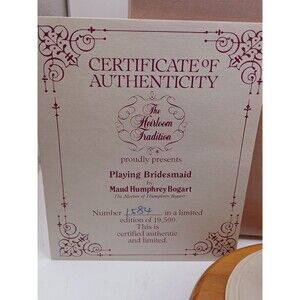 CERTIFICATE OF
AUTHENTICITY
The
Heirloom
Tradition
proudly presents
Playing Bridesmaid
by
Maud Humphrey Bogart
The Mother of Humphrey Bogart
Number 1584 in a limited
edition of 19,500.
This is
certified authentic
and limited.